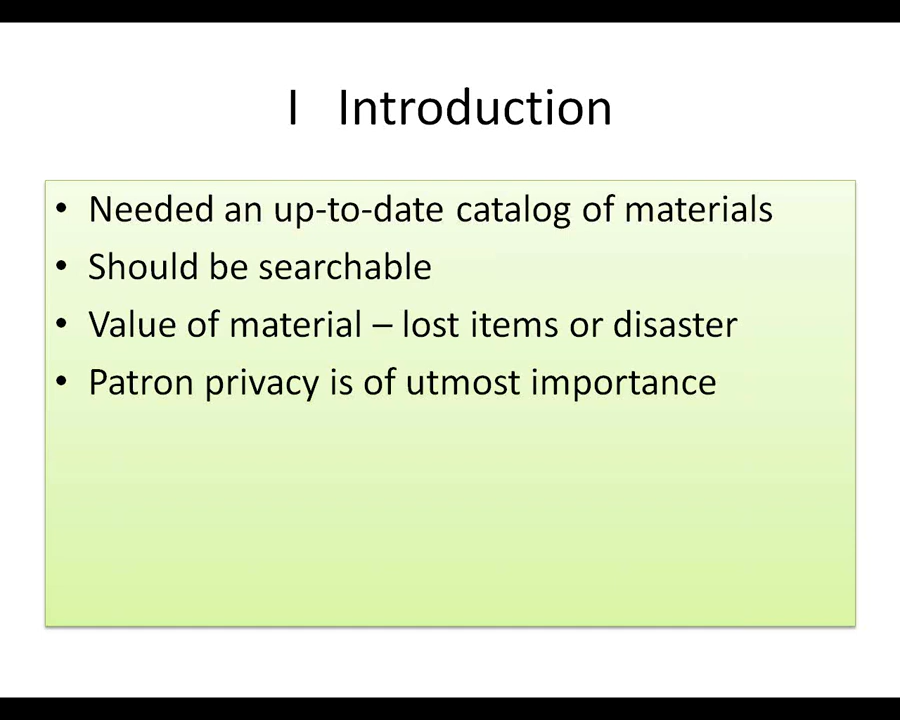 I Introduction
• Needed an up-to-date catalog of materials
• Should be searchable
• Value of material – lost items or disaster
• Patron privacy is of utmost importance